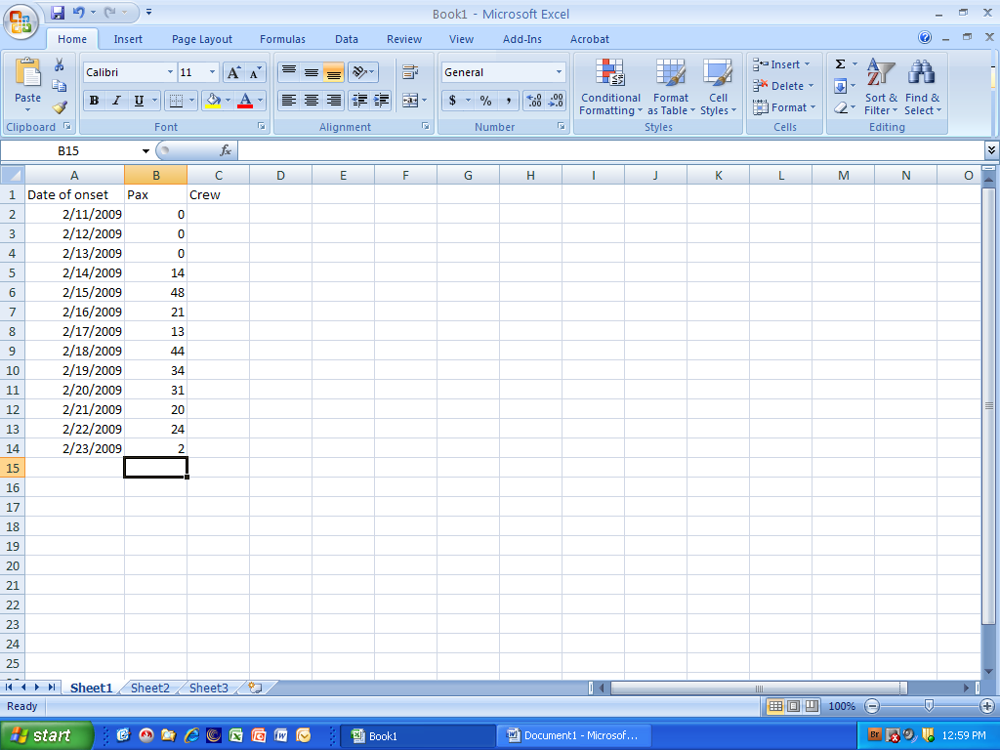 Book1 - Microsoft Excel
Home Insert Page Layout Formulas Data Review View Add-Ins Acrobat
Paste
Calibri 11
General
Conditional Formatting
Format as Table
Cell Styles
Insert
Delete
Format
Σ
Sort & Filter
Find & Select
B I U A
$ % ,
Clipboard Font Alignment Number Styles Cells Editing
B15 fx
A B C D E F G H I J K L M N O
1 Date of onset Pax Crew
2 2/11/2009 0
3 2/12/2009 0
4 2/13/2009 0
5 2/14/2009 14
6 2/15/2009 48
7 2/16/2009 21
8 2/17/2009 13
9 2/18/2009 44
10 2/19/2009 34
11 2/20/2009 31
12 2/21/2009 20
13 2/22/2009 24
14 2/23/2009 2
15
16
17
18
19
20
21
22
23
24
25
Sheet1 Sheet2 Sheet3
Ready 100%
start Book1 Document1 - Microsof... Br 12:59 PM